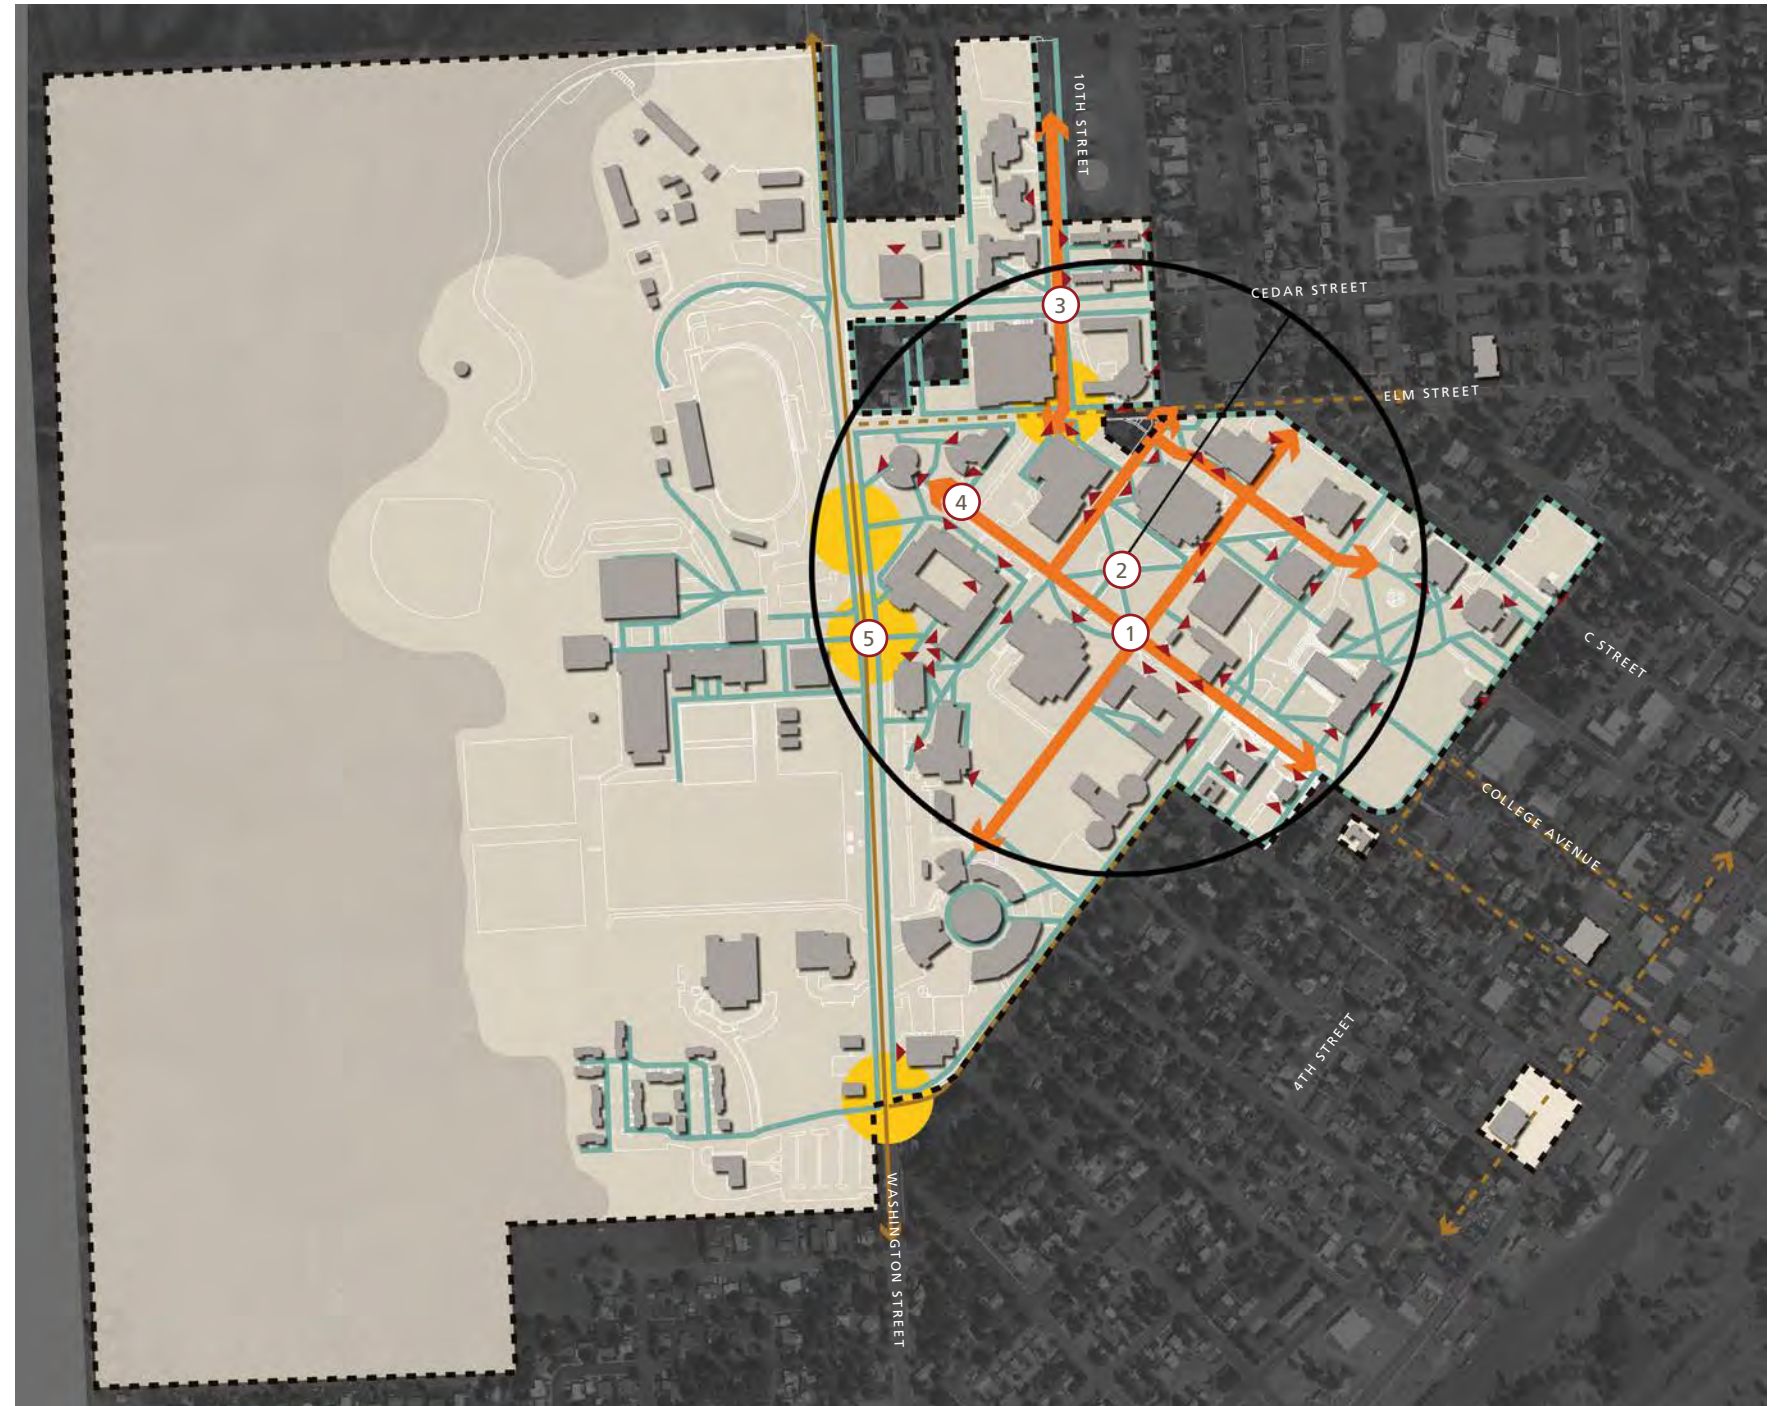 10TH STREET
CEDAR STREET
3
ELM STREET
4
2
1
5
C STREET
COLLEGE AVENUE
4TH STREET
WASHINGTON STREET